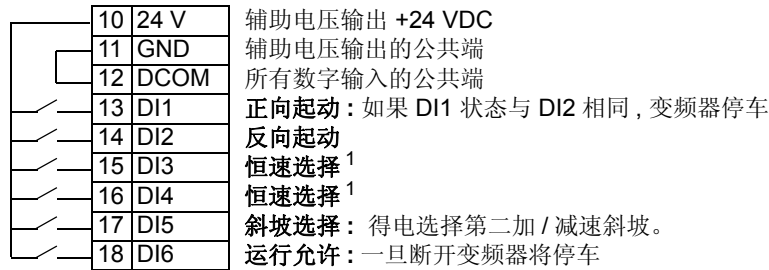 10 24 V 辅助电压输出 +24 VDC
11 GND 辅助电压输出的公共端
12 DCOM 所有数字输入的公共端
13 DI1 正向起动 : 如果 DI1 状态与 DI2 相同 , 变频器停车
14 DI2 反向起动
15 DI3 恒速选择 1
16 DI4 恒速选择 1
17 DI5 斜坡选择 : 得电选择第二加 / 减速斜坡。
18 DI6 运行允许 : 一旦断开变频器将停车